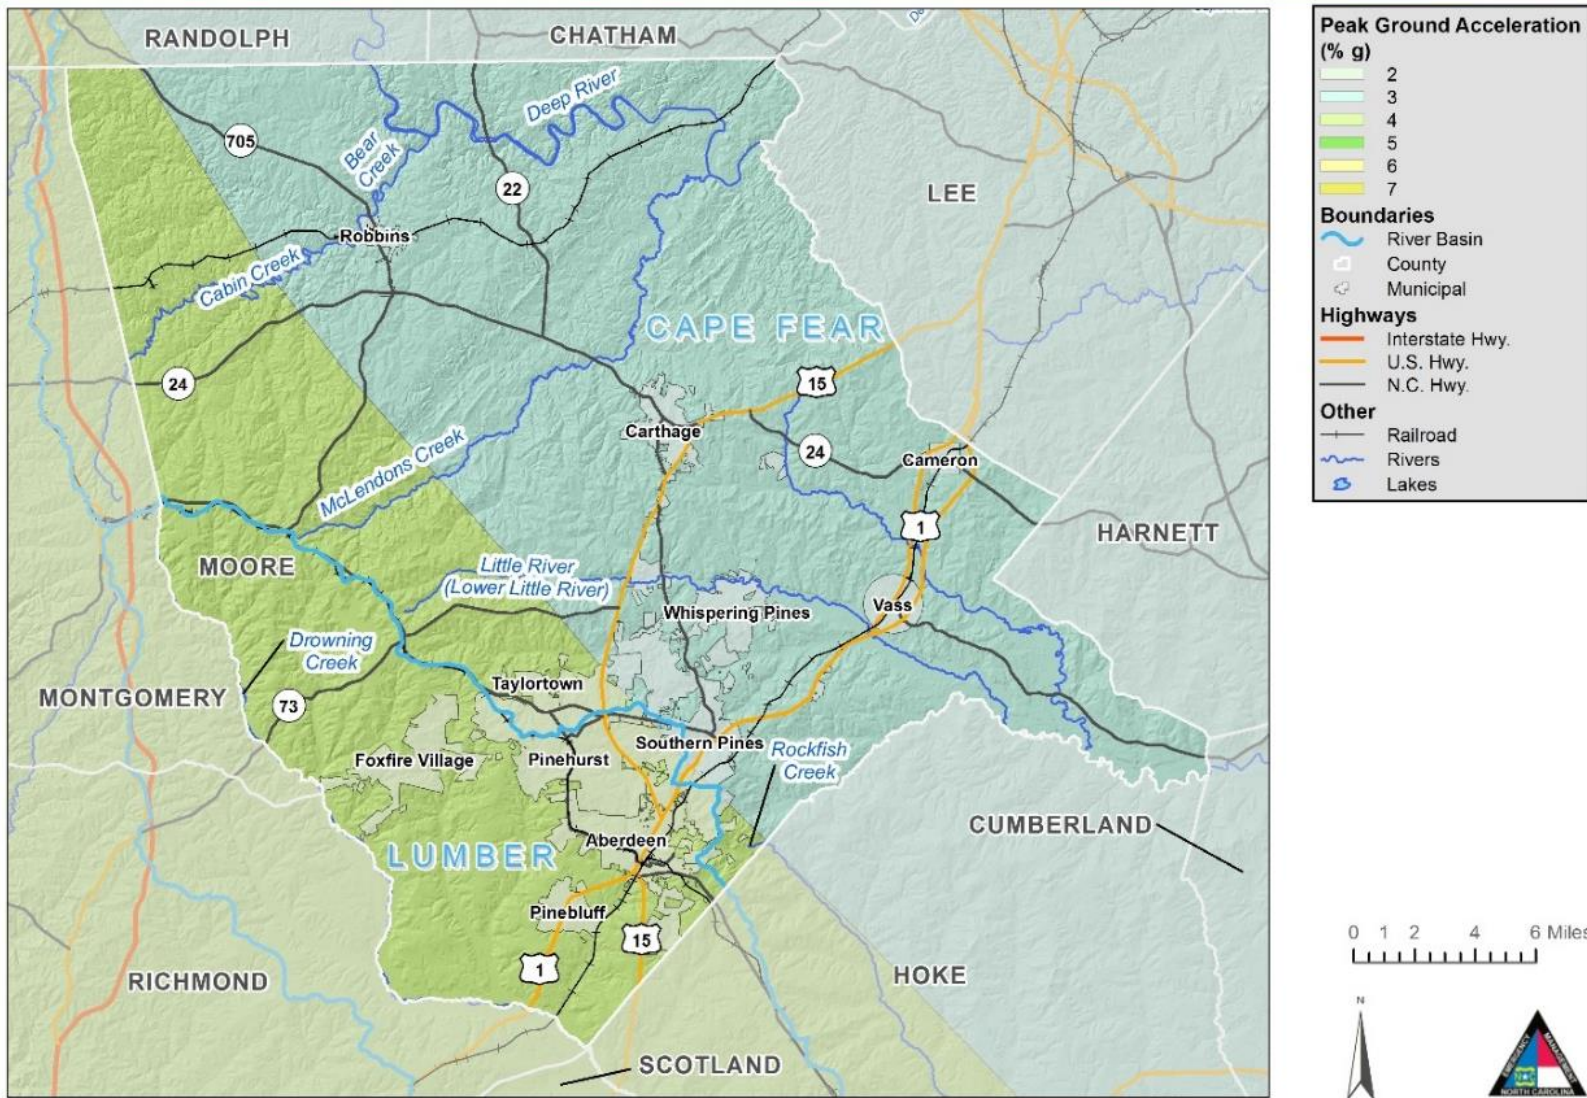 RANDOLPH
CHATHAM
Deep River
705
Bear
Creek
22
LEE
Robbins
Cabin Creek
CAPE FEAR
24
15
Carthage
24
Cameron
McLendons Creek
1
HARNETT
MOORE
Little River
(Lower Little River)
Whispering Pines
Vass
Drowning
Creek
MONTGOMERY
Taylortown
73
Southern Pines
Rockfish
Creek
Foxfire Village
Pinehurst
Aberdeen
CUMBERLAND
LUMBER
Pinebluff
15
1
RICHMOND
HOKE
SCOTLAND
Peak Ground Acceleration
(% g)
2
3
4
5
6
7
Boundaries
River Basin
County
Municipal
Highways
Interstate Hwy.
U.S. Hwy.
N.C. Hwy.
Other
Railroad
Rivers
Lakes
0 1 2 4 6 Miles
N
EMERGENCY
MANAGEMENT
NORTH CAROLINA